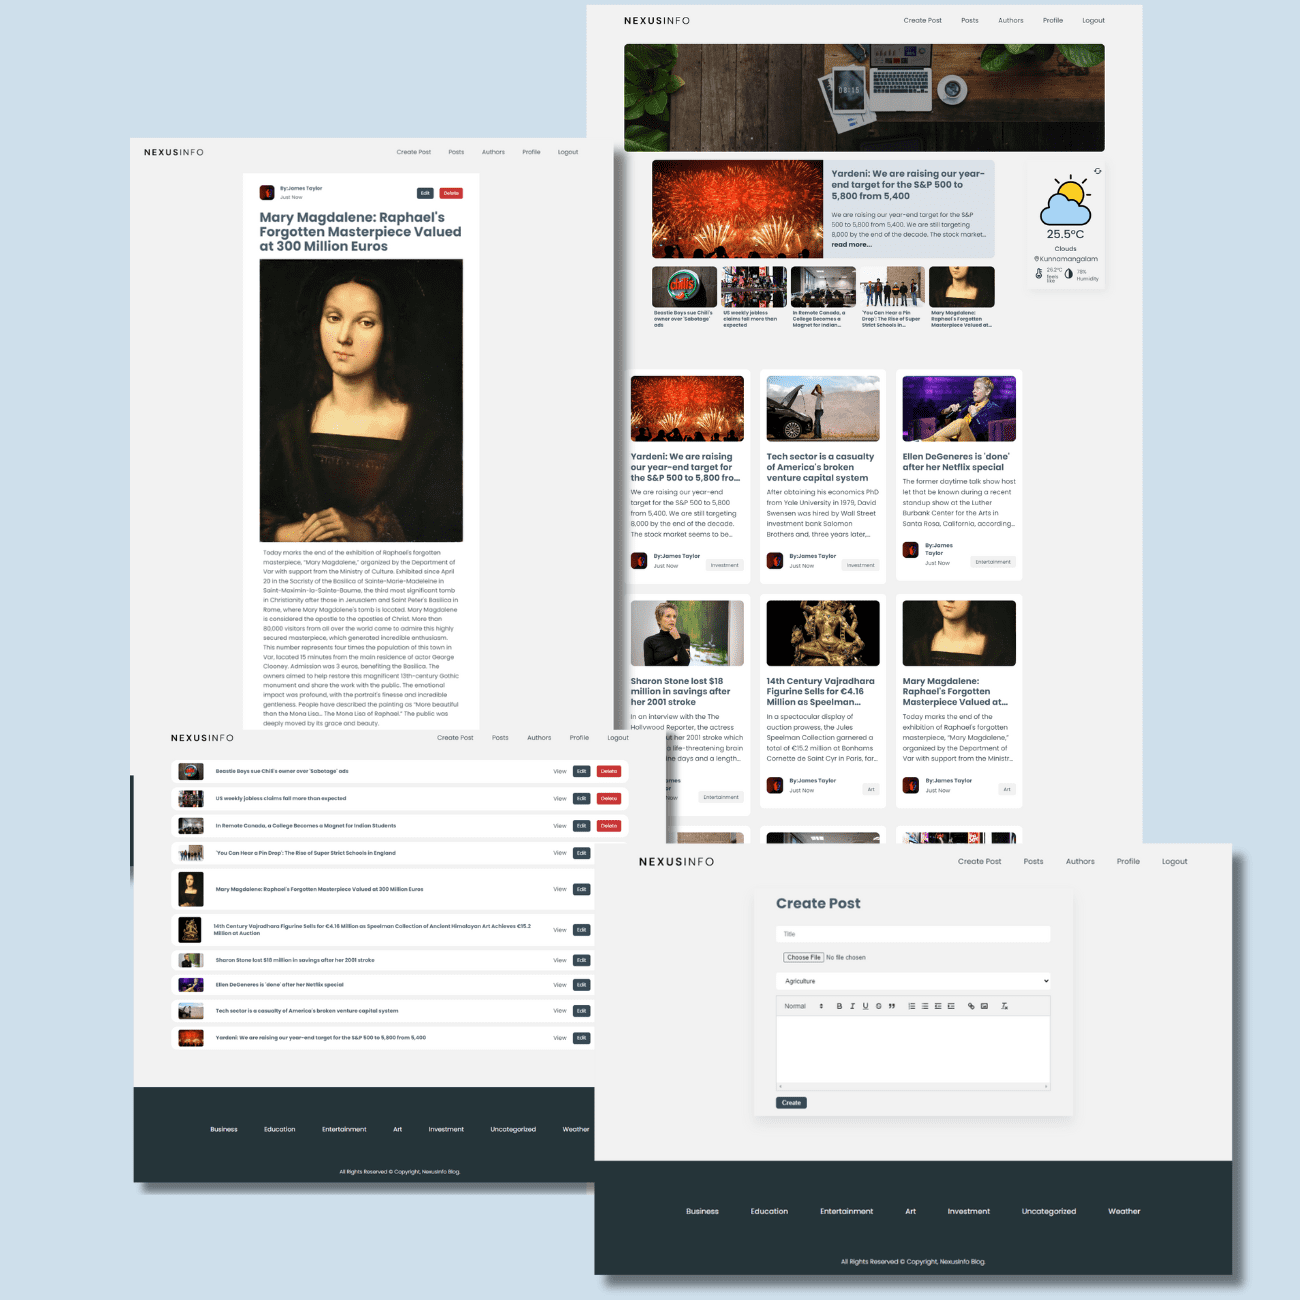 NEXUSINFO
Create Post Posts Authors Profile Logout
08:15
Yardeni: We are raising our year-
end target for the S&P 500 to
5,800 from 5,400
We are raising our year-end target for the S&P
500 to 5,800 from 5,400. We are still targeting
8,000 by the end of the decade. The stock market...
read more...
25.5°C
Clouds
Kunnamangalam
26.2°C
feels
like
78%
Humidity
chili's
Beastie Boys sue Chili's
owner over 'Sabotage'
ads
US weekly jobless
claims fall more than
expected
In Remote Canada, a
College Becomes a
Magnet for Indian...
'You Can Hear a Pin
Drop': The Rise of Super
Strict Schools in...
Mary Magdalene:
Raphael's Forgotten
Masterpiece Valued at...
Yardeni: We are raising
our year-end target for
the S&P 500 to 5,800 fro...
We are raising our year-end
target for the S&P 500 to 5,800
from 5,400. We are still targeting
8,000 by the end of the decade.
The stock market seems to be...
By:James Taylor
Just Now
Investment
Tech sector is a casualty
of America's broken
venture capital system
After obtaining his economics PhD
from Yale University in 1979, David
Swensen was hired by Wall Street
investment bank Salomon
Brothers and, three years later,...
By:James Taylor
Just Now
Investment
Ellen DeGeneres is 'done'
after her Netflix special
The former daytime talk show host
let that be known during a recent
standup show at the Luther
Burbank Center for the Arts in
Santa Rosa, California, according...
By:James
Taylor
Just Now
Entertainment
Sharon Stone lost $18
million in savings after
her 2001 stroke
In an interview with the The
Hollywood Reporter, the actress
ut her 2001 stroke which
a life-threatening brain
ne days and a length...
mes
or
Now
Entertainment
14th Century Vajradhara
Figurine Sells for €4.16
Million as Speelman...
In a spectacular display of
auction prowess, the Jules
Speelman Collection garnered a
total of €15.2 million at Bonhams
Cornette de Saint Cyr in Paris, far...
By:James Taylor
Just Now
Art
Mary Magdalene:
Raphael's Forgotten
Masterpiece Valued at...
Today marks the end of the
exhibition of Raphael's forgotten
masterpiece, "Mary Magdalene,"
organized by the Department of
Var with support from the Ministr...
By:James Taylor
Just Now
Art
NEXUSINFO
Create Post Posts Authors Profile Logout
By:James Taylor
Just Now
Edit Delete
Mary Magdalene: Raphael's
Forgotten Masterpiece Valued
at 300 Million Euros
Today marks the end of the exhibition of Raphael's forgotten
masterpiece, "Mary Magdalene," organized by the Department of
Var with support from the Ministry of Culture. Exhibited since April
20 in the Sacristy of the Basilica of Sainte-Marie-Madeleine in
Saint-Maximin-la-Sainte-Baume, the third most significant tomb
in Christianity after those in Jerusalem and Saint Peter's Basilica in
Rome, where Mary Magdalene's tomb is located. Mary Magdalene
is considered the apostle to the apostles of Christ. More than
80,000 visitors from all over the world came to admire this highly
secured masterpiece, which generated incredible enthusiasm.
This number represents four times the population of this town in
Var, located 15 minutes from the main residence of actor George
Clooney. Admission was 3 euros, benefiting the Basilica. The
owners aimed to help restore this magnificent 13th-century Gothic
monument and share the work with the public. The emotional
impact was profound, with the portrait's finesse and incredible
gentleness. People have described the painting as "More beautiful
than the Mona Lisa... The Mona Lisa of Raphael." The public was
deeply moved by its grace and beauty.
NEXUSINFO
Create Post Posts Authors Profile Logout
Beastie Boys sue Chili's owner over 'Sabotage' ads View Edit Delete
US weekly jobless claims fall more than expected View Edit Delete
In Remote Canada, a College Becomes a Magnet for Indian Students View Edit Delete
'You Can Hear a Pin Drop': The Rise of Super Strict Schools in England View Edit
Mary Magdalene: Raphael's Forgotten Masterpiece Valued at 300 Million Euros View Edit
14th Century Vajradhara Figurine Sells for €4.16 Million as Speelman Collection of Ancient Himalayan Art Achieves €15.2
Million at Auction View Edit
Sharon Stone lost $18 million in savings after her 2001 stroke View Edit
Ellen DeGeneres is 'done' after her Netflix special View Edit
Tech sector is a casualty of America's broken venture capital system View Edit
Yardeni: We are raising our year-end target for the S&P 500 to 5,800 from 5,400 View Edit
Business Education Entertainment Art Investment Uncategorized Weather
All Rights Reserved © Copyright, NexusInfo Blog.
NEXUSINFO
Create Post Posts Authors Profile Logout
Create Post
Title
Choose File No file chosen
Agriculture
Normal B I U S
Create
Business Education Entertainment Art Investment Uncategorized Weather
All Rights Reserved © Copyright, NexusInfo Blog.